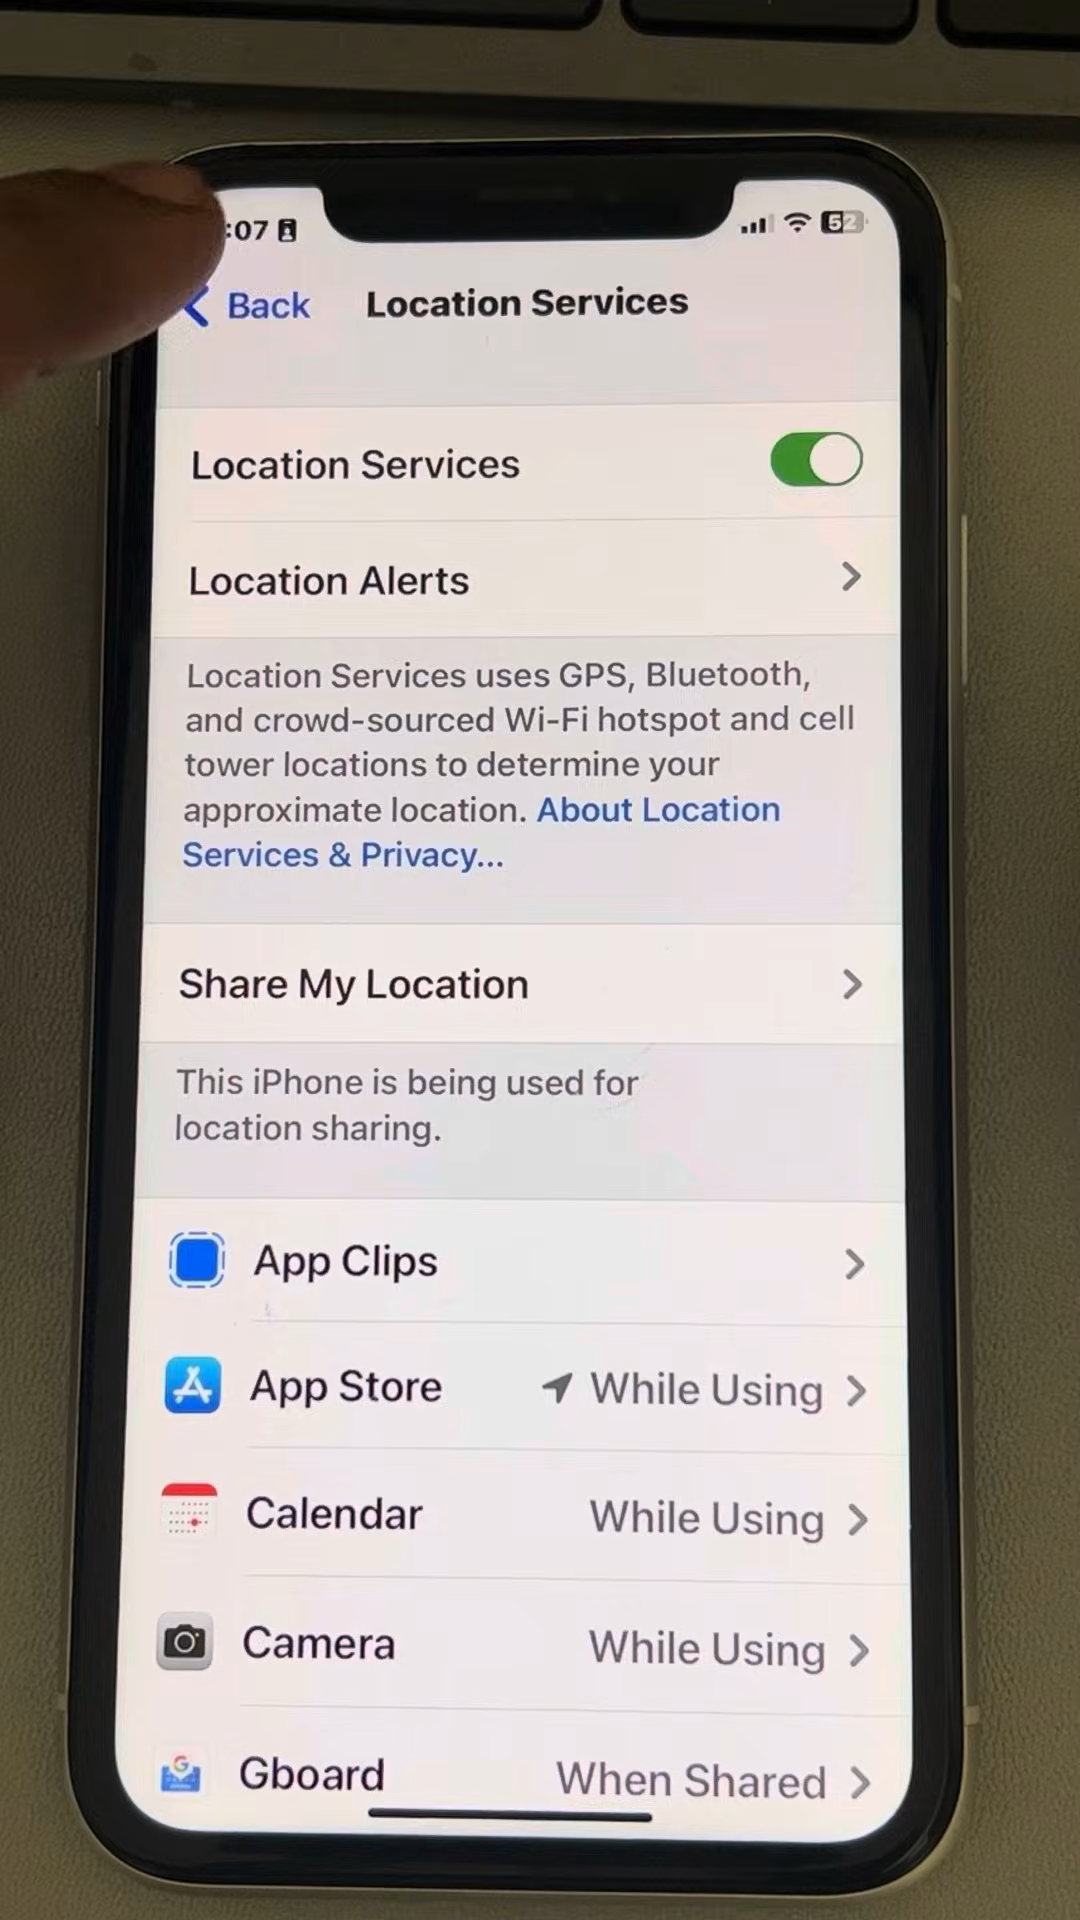 :07 52
Back Location Services
Location Services
Location Alerts
Location Services uses GPS, Bluetooth,
and crowd-sourced Wi-Fi hotspot and cell
tower locations to determine your
approximate location. About Location
Services & Privacy...
Share My Location
This iPhone is being used for
location sharing.
App Clips
App Store While Using
Calendar While Using
Camera While Using
Gboard When Shared